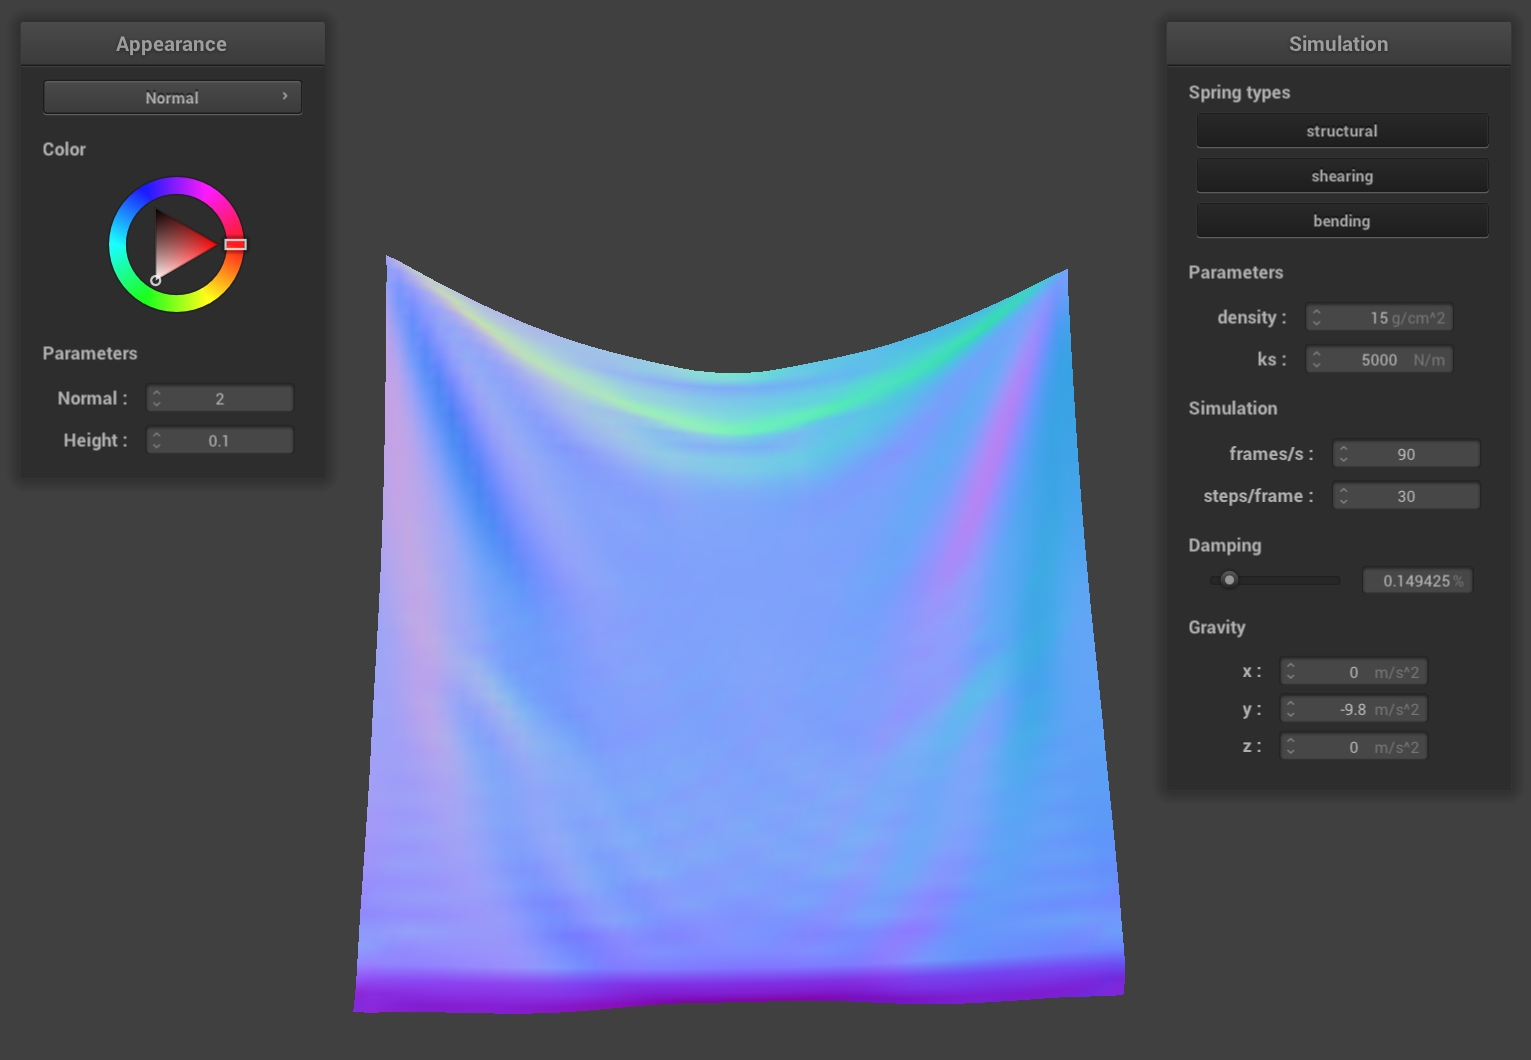 Appearance
Normal
Color
Parameters
Normal : 2
Height : 0.1
Simulation
Spring types
structural
shearing
bending
Parameters
density : 15 g/cm^2
ks : 5000 N/m
Simulation
frames/s : 90
steps/frame : 30
Damping
0.149425 %
Gravity
x : 0 m/s^2
y : -9.8 m/s^2
z : 0 m/s^2